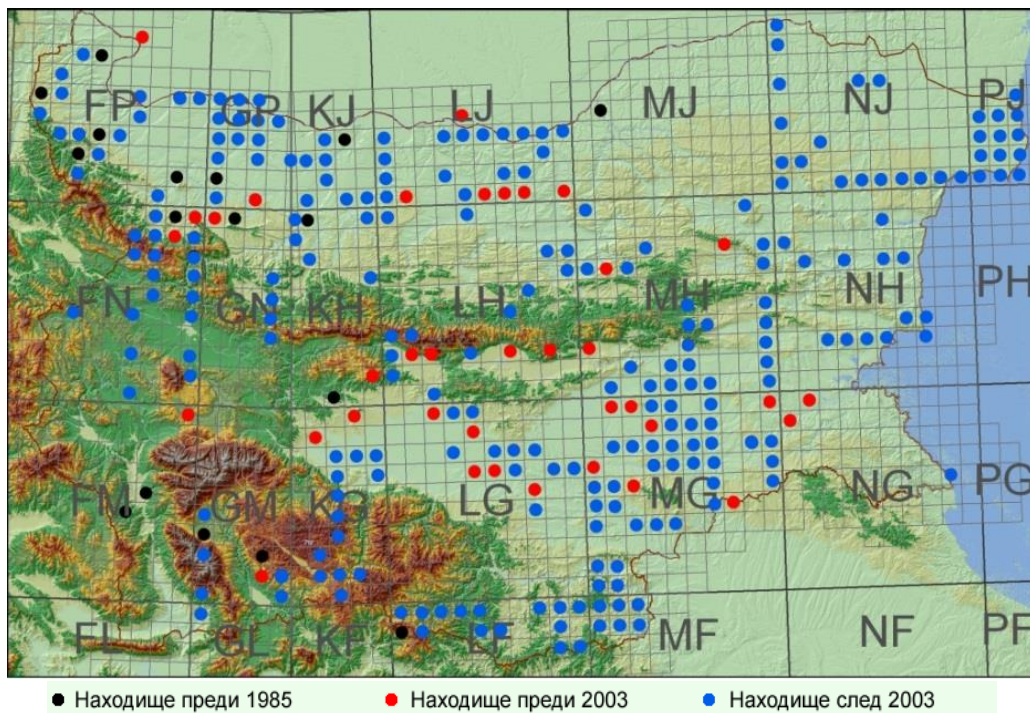 FP GP KJ LJ MJ NJ PJ
FN GN KH LH MH NH PH
FM GM KG LG MG NG PG
FL GL KF LF MF NF PF
Находище преди 1985 Находище преди 2003 Находище след 2003